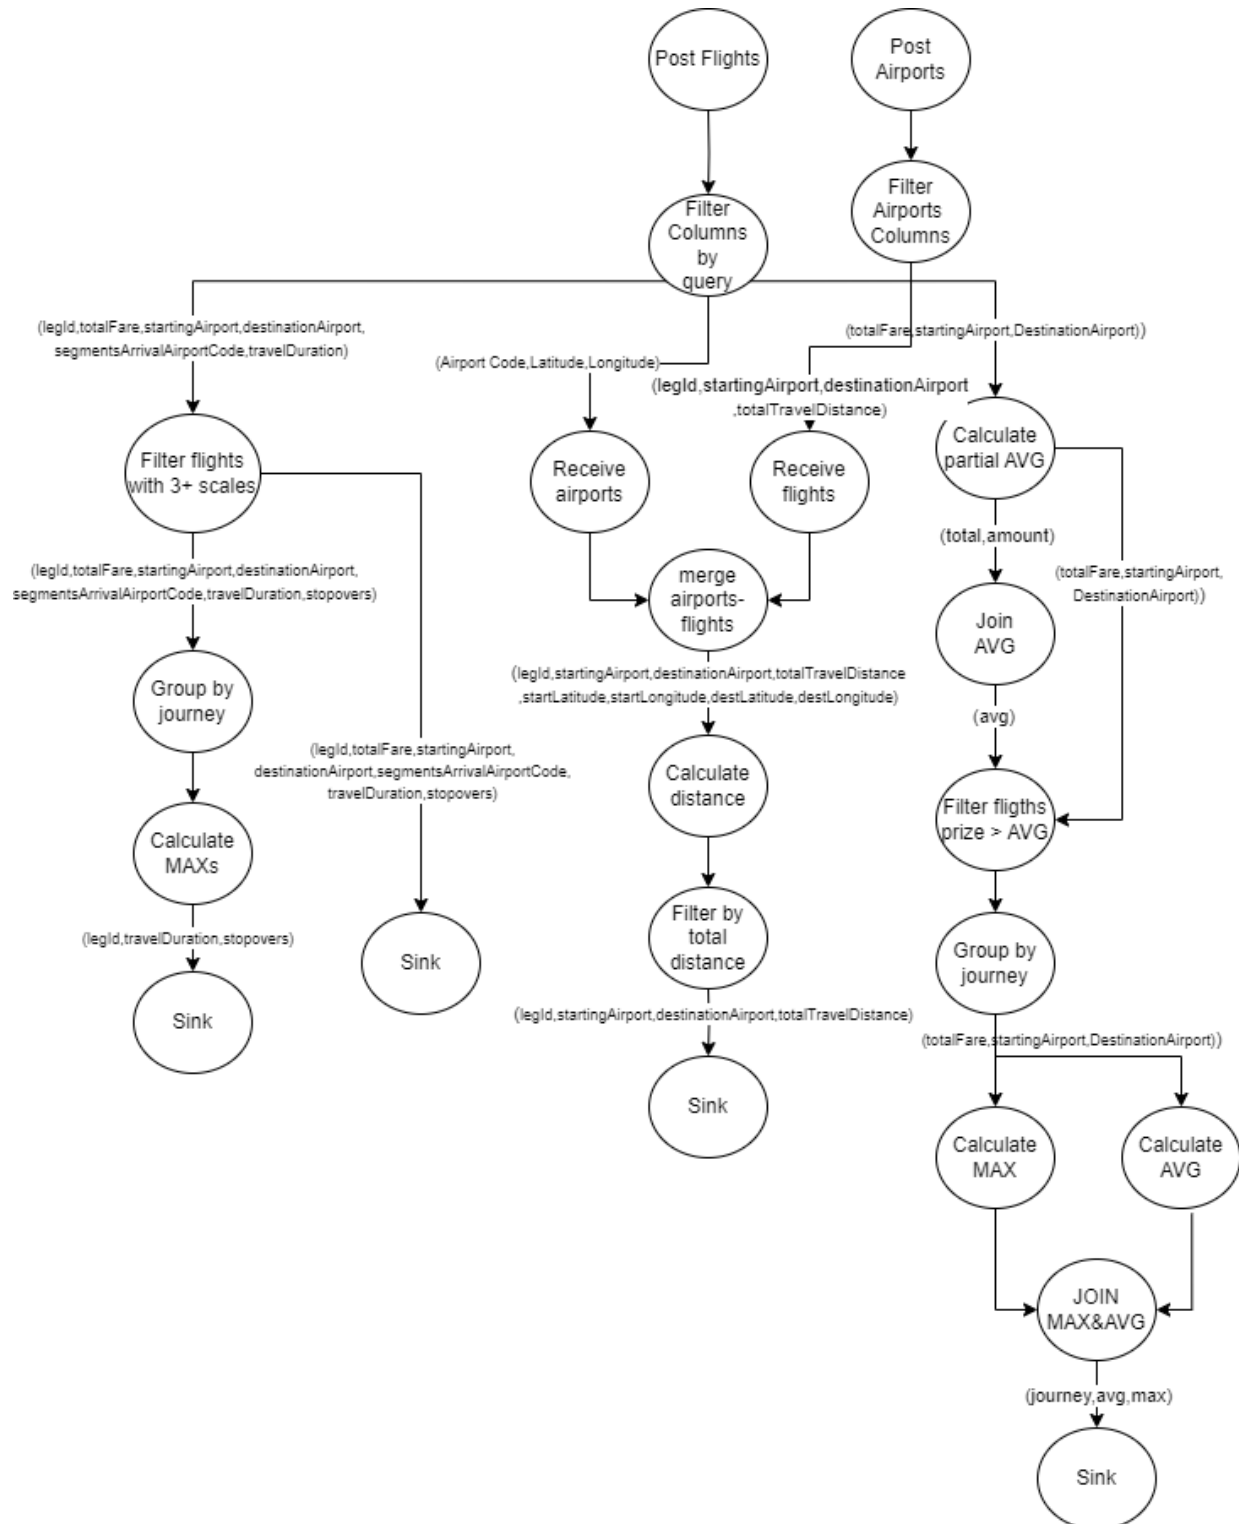 Post Flights
Post
Airports
Filter
Columns
by
query
Filter
Airports
Columns
(legId,totalFare,startingAirport,destinationAirport,
segmentsArrivalAirportCode,travelDuration)
(Airport Code,Latitude,Longitude)
(totalFare,startingAirport,DestinationAirport))
(legId,startingAirport,destinationAirport
,totalTravelDistance)
Filter flights
with 3+ scales
Receive
airports
Receive
flights
Calculate
partial AVG
(total,amount)
(totalFare,startingAirport,
DestinationAirport))
(legId,totalFare,startingAirport,destinationAirport,
segmentsArrivalAirportCode,travelDuration,stopovers)
merge
airports-
flights
Join
AVG
(legId,startingAirport,destinationAirport,totalTravelDistance
,startLatitude,startLongitude,destLatitude,destLongitude)
Group by
journey
(avg)
(legId,totalFare,startingAirport,
destinationAirport,segmentsArrivalAirportCode,
travelDuration,stopovers)
Calculate
distance
Filter fligths
prize > AVG
Calculate
MAXs
(legId,travelDuration,stopovers)
Sink
Filter by
total
distance
Group by
journey
Sink
(legId,startingAirport,destinationAirport,totalTravelDistance)
(totalFare,startingAirport,DestinationAirport))
Sink
Calculate
MAX
Calculate
AVG
JOIN
MAX&AVG
(journey,avg,max)
Sink